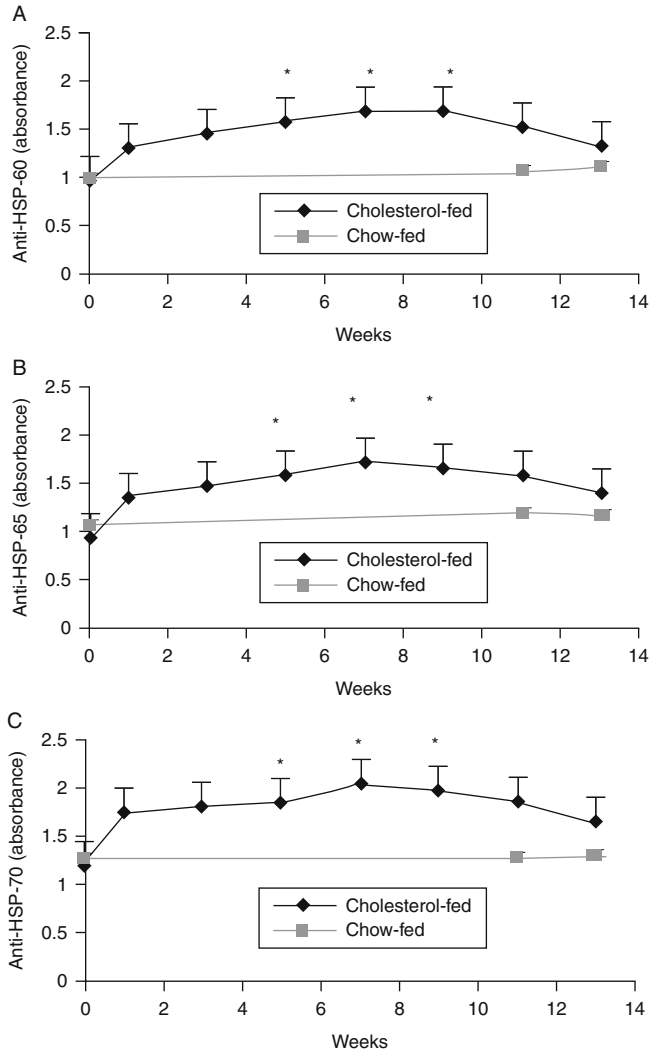 A
Anti-HSP-60 (absorbance)
2.5
2
1.5
1
0.5
0
* * *
Cholesterol-fed
Chow-fed
0 2 4 6 8 10 12 14
Weeks
B
Anti-HSP-65 (absorbance)
2.5
2
1.5
1
0.5
0
* * *
Cholesterol-fed
Chow-fed
0 2 4 6 8 10 12 14
Weeks
C
Anti-HSP-70 (absorbance)
2.5
2
1.5
1
0.5
0
* * *
Cholesterol-fed
Chow-fed
0 2 4 6 8 10 12 14
Weeks